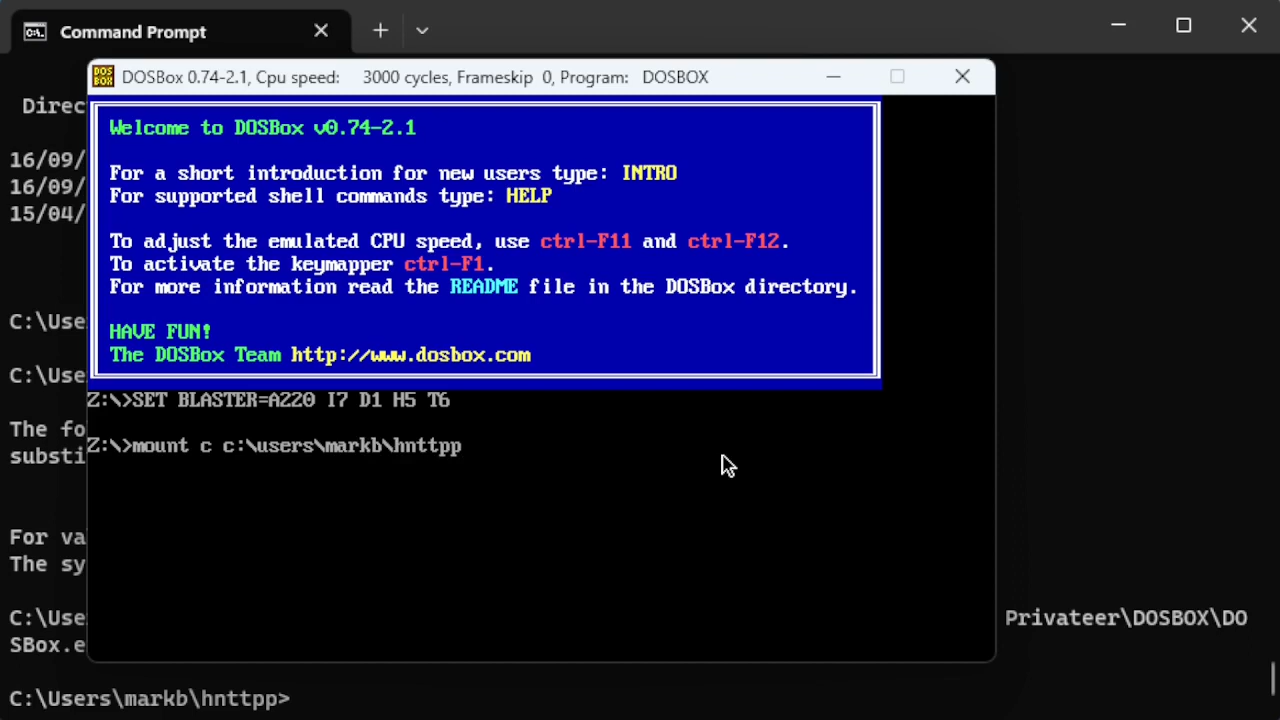 Command Prompt
DOS BOX
DOSBox 0.74-2.1, Cpu speed: 3000 cycles, Frameskip 0, Program: DOSBOX
Direc
16/09/
16/09/
15/04/
C:\Use
C:\Use
The fo
substi
For va
The sy
C:\Use
SBox.e
Welcome to DOSBox v0.74-2.1
For a short introduction for new users type: INTRO
For supported shell commands type: HELP
To adjust the emulated CPU speed, use ctrl-F11 and ctrl-F12.
To activate the keymapper ctrl-F1.
For more information read the README file in the DOSBox directory.
HAVE FUN!
The DOSBox Team http://www.dosbox.com
Z:\>SET BLASTER=A220 I7 D1 H5 T6
Z:\>mount c c:\users\markb\hnttpp
Privateer\DOSBOX\DO
C:\Users\markb\hnttpp>